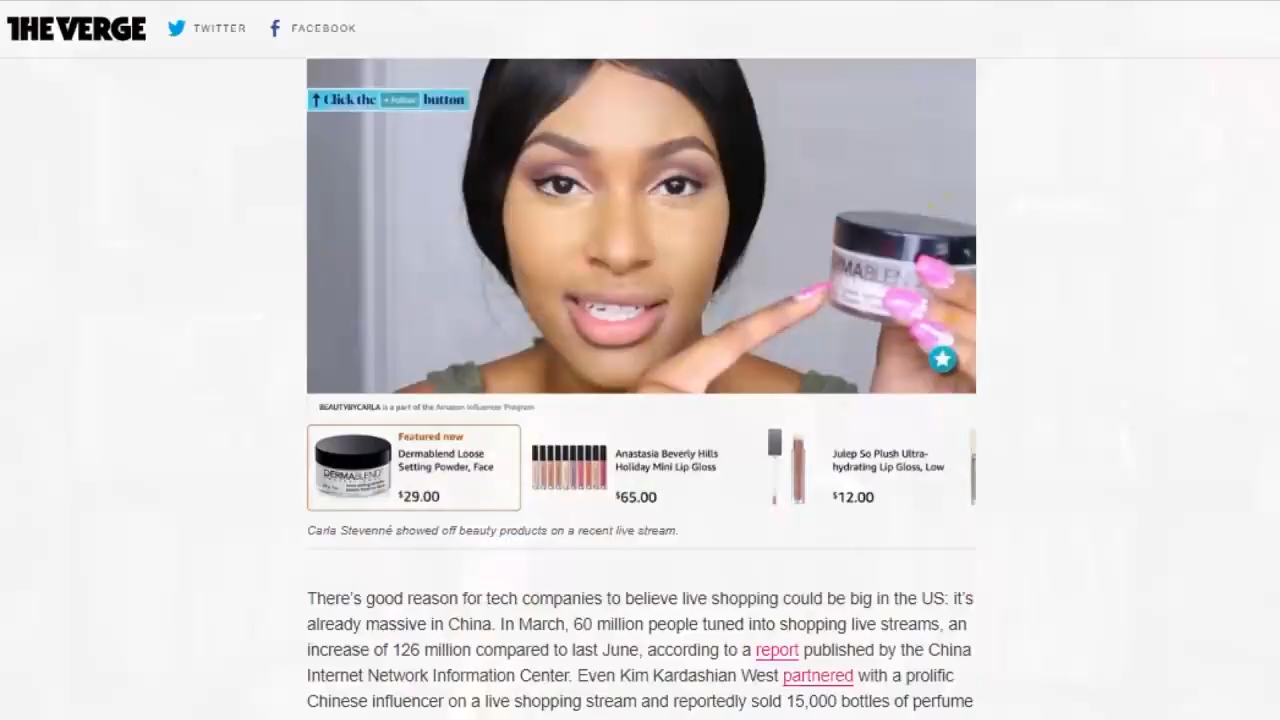 THE VERGE TWITTER FACEBOOK
↑ Click the + Follow button
DERMABLEND
BEAUTYBYCARLA is a part of the Amazon Influencer Program
Featured now
Dermablend Loose
Setting Powder, Face
$29.00
DERMABLEND
Anastasia Beverly Hills
Holiday Mini Lip Gloss
$65.00
Julep So Plush Ultra-
hydrating Lip Gloss, Low
$12.00
Carla Stevenné showed off beauty products on a recent live stream.
There’s good reason for tech companies to believe live shopping could be big in the US: it’s
already massive in China. In March, 60 million people tuned into shopping live streams, an
increase of 126 million compared to last June, according to a report published by the China
Internet Network Information Center. Even Kim Kardashian West partnered with a prolific
Chinese influencer on a live shopping stream and reportedly sold 15,000 bottles of perfume